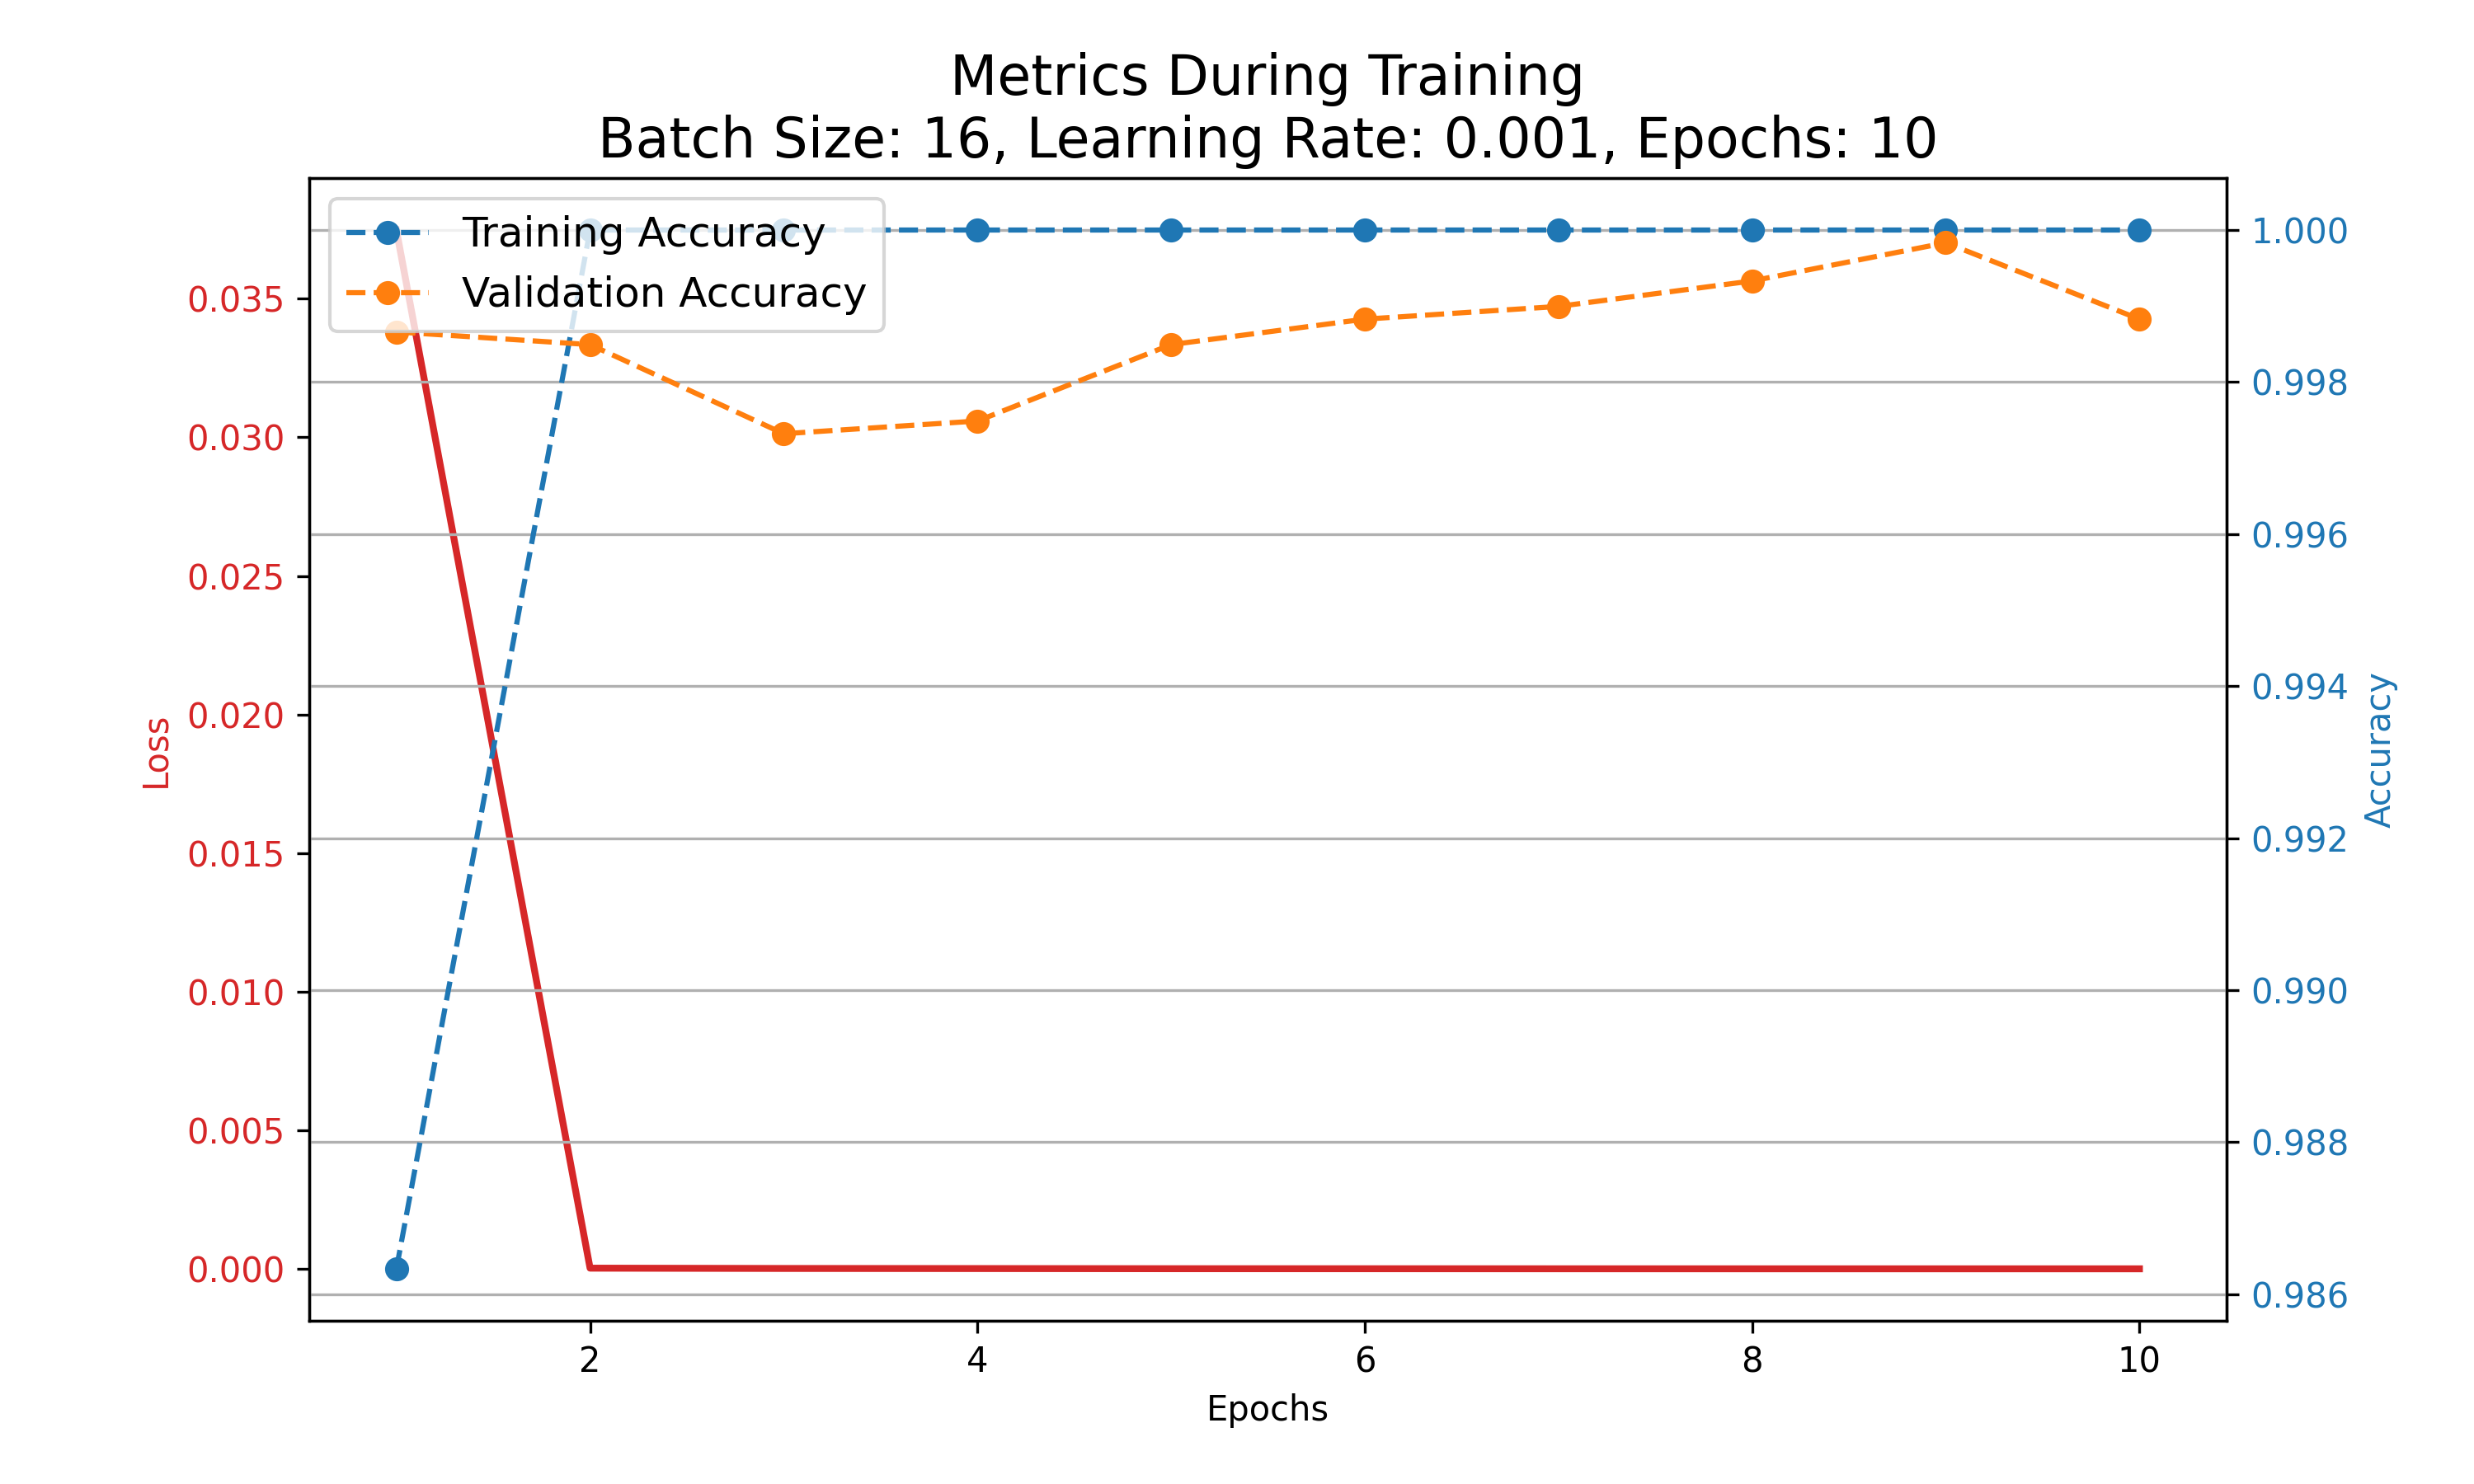 Metrics During Training
Batch Size: 16, Learning Rate: 0.001, Epochs: 10
Training Accuracy
Validation Accuracy
0.035
0.030
0.025
0.020
0.015
0.010
0.005
0.000
Loss
1.000
0.998
0.996
0.994
0.992
0.990
0.988
0.986
Accuracy
2 4 6 8 10
Epochs